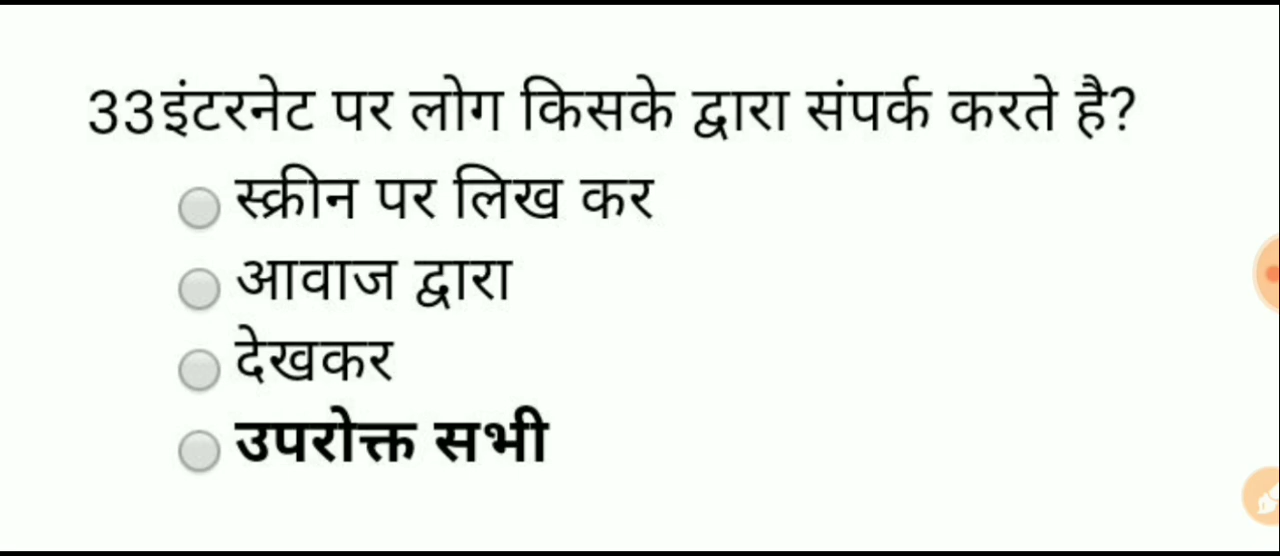 33इंटरनेट पर लोग किसके द्वारा संपर्क करते है?
स्क्रीन पर लिख कर
आवाज द्वारा
देखकर
उपरोक्त सभी